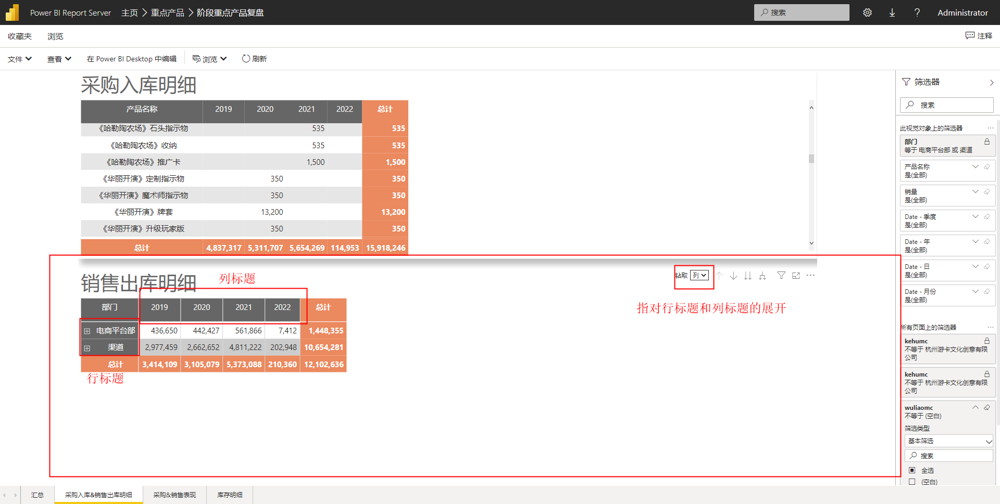 Power BI Report Server 主页 重点产品 阶段重点产品复盘 搜索 ? Administrator
收藏夹 浏览 注释
文件 查看 在 Power BI Desktop 中编辑 浏览 刷新
采购入库明细
产品名称 2019 2020 2021 2022 总计
《哈勒陶农场》石头指示物 535 535
《哈勒陶农场》收纳 535 535
《哈勒陶农场》推广卡 1,500 1,500
《华丽开演》定制指示物 350 350
《华丽开演》魔术师指示物 350 350
《华丽开演》牌套 13,200 13,200
《华丽开演》升级玩家版 350 350
总计 4,837,317 5,311,707 5,654,269 114,953 15,918,246
销售出库明细
列标题
钻取 列
指对行标题和列标题的展开
部门 2019 2020 2021 2022 总计
电商平台部 436,650 442,427 561,866 7,412 1,448,355
渠道 2,977,459 2,662,652 4,811,222 202,948 10,654,281
总计 3,414,109 3,105,079 5,373,088 210,360 12,102,636
行标题
筛选器
搜索
此视觉对象上的筛选器 ...
部门
等于 电商平台部 或 渠道
产品名称
是(全部)
销量
是(全部)
Date - 季度
是(全部)
Date - 年
是(全部)
Date - 日
是(全部)
Date - 月份
是(全部)
所有页面上的筛选器 ...
kehumc
不等于 杭州游卡文化创意有限
公司
kehumc
不等于 杭州游卡文化创意有限
公司
wuliaomc
不等于 (空白)
筛选类型
基本筛选
搜索
全选
(空白)
汇总 采购入库&销售出库明细 采购&销售表现 库存明细